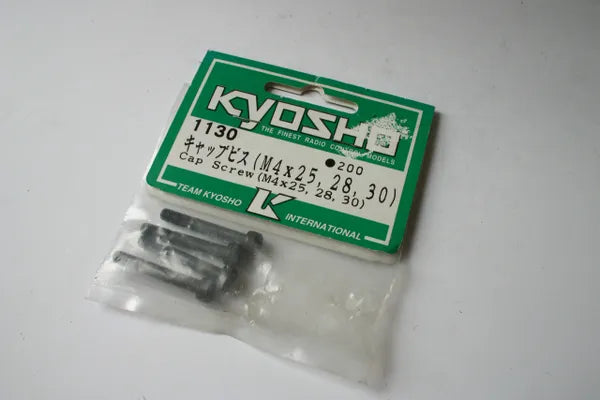 KYOSHO
THE FINEST RADIO CONTROL MODELS
1130
●200
キャップビス(M4x25, 28, 30)
Cap Screw (M4x25, 28, 30)
TEAM KYOSHO K INTERNATIONAL